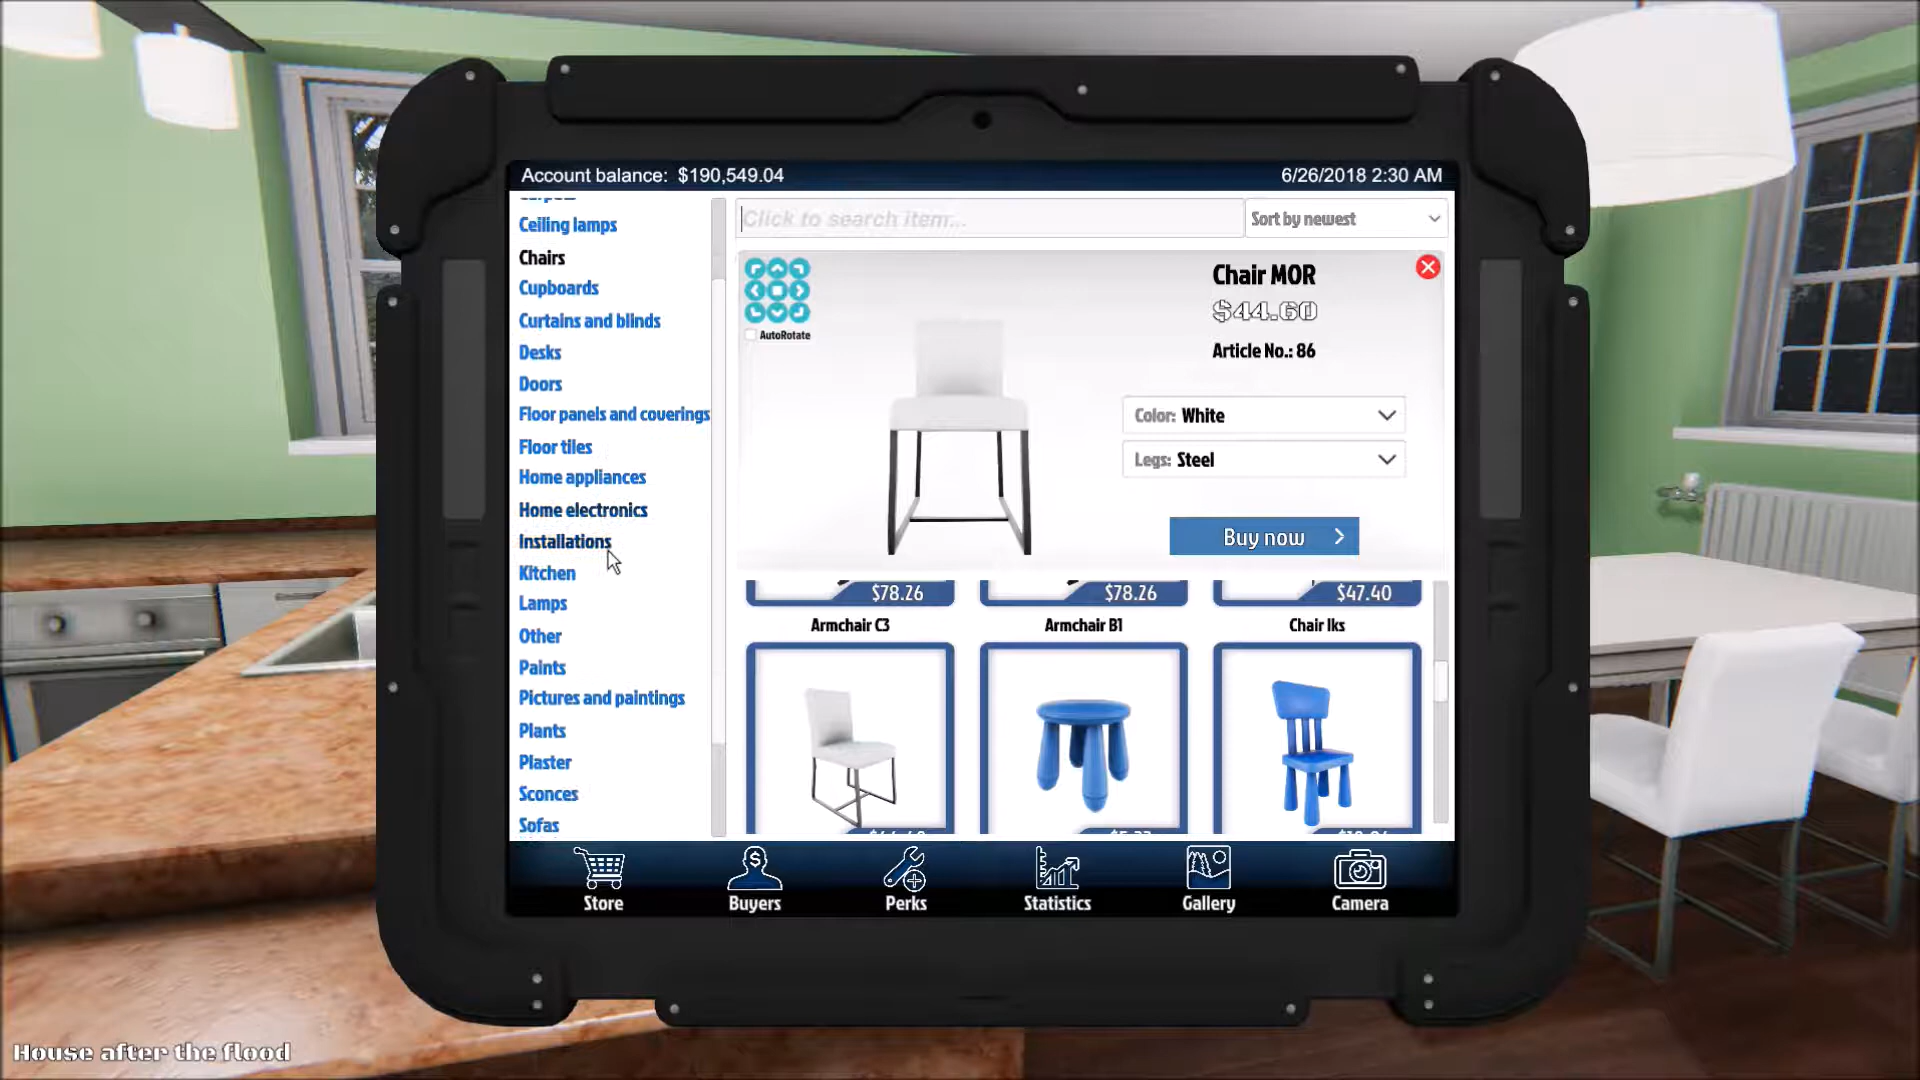 Account balance: $190,549.04
6/26/2018 2:30 AM
Ceiling lamps
Chairs
Cupboards
Curtains and blinds
Desks
Doors
Floor panels and coverings
Floor tiles
Home appliances
Home electronics
Installations
Kitchen
Lamps
Other
Paints
Pictures and paintings
Plants
Plaster
Sconces
Sofas
Click to search item...
Sort by newest
AutoRotate
Chair MOR
$44.60
Article No.: 86
Color: White
Legs: Steel
Buy now
$78.26
$78.26
$47.40
Armchair C3
Armchair B1
Chair Iks
Store
Buyers
Perks
Statistics
Gallery
Camera
House after the flood